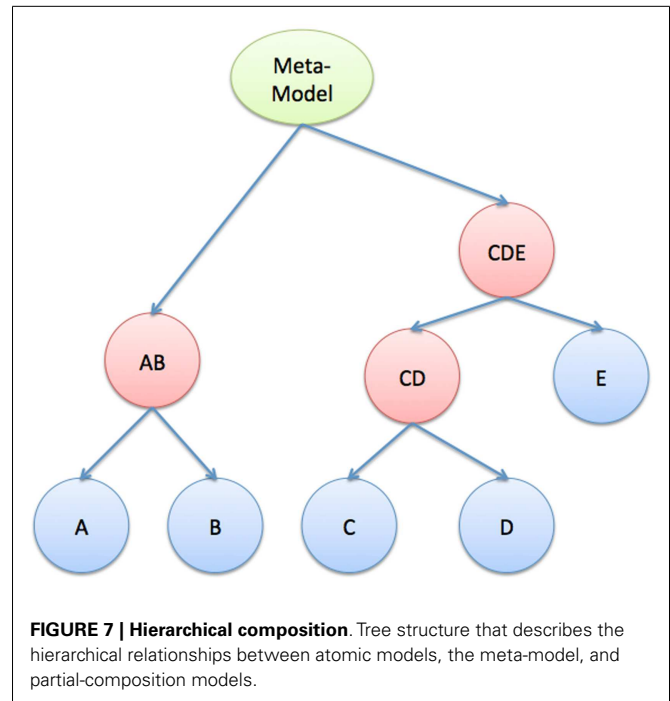 Meta-
Model
CDE
AB
CD
E
A
B
C
D
FIGURE 7 | Hierarchical composition. Tree structure that describes the
hierarchical relationships between atomic models, the meta-model, and
partial-composition models.